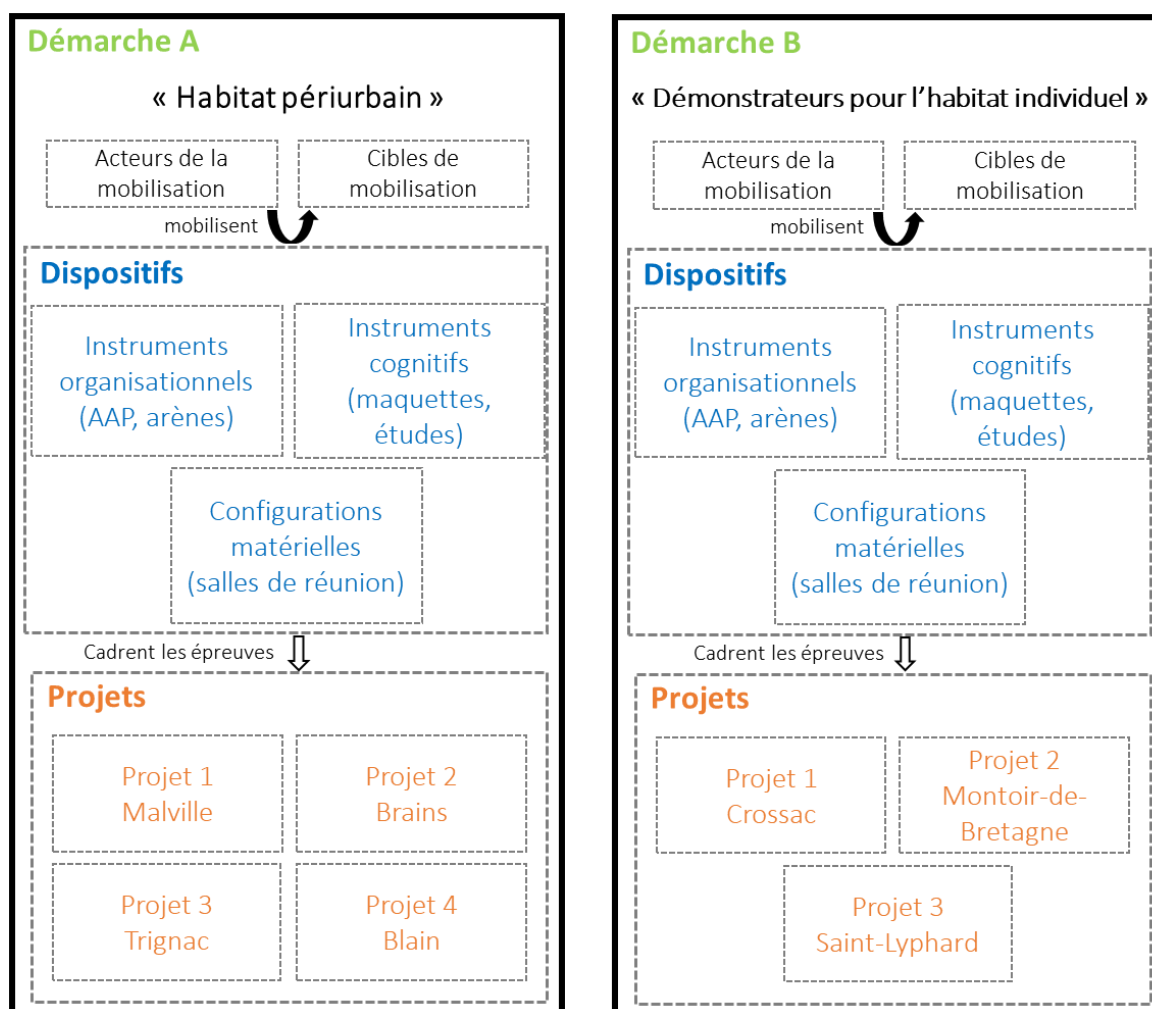 Démarche A
« Habitat périurbain »
Acteurs de la
mobilisation
Cibles de
mobilisation
mobilisent
Dispositifs
Instruments
organisationnels
(AAP, arènes)
Instruments
cognitifs
(maquettes,
études)
Configurations
matérielles
(salles de réunion)
Cadrent les épreuves
Projets
Projet 1
Malville
Projet 2
Brains
Projet 3
Trignac
Projet 4
Blain
Démarche B
« Démonstrateurs pour l'habitat individuel »
Acteurs de la
mobilisation
Cibles de
mobilisation
mobilisent
Dispositifs
Instruments
organisationnels
(AAP, arènes)
Instruments
cognitifs
(maquettes,
études)
Configurations
matérielles
(salles de réunion)
Cadrent les épreuves
Projets
Projet 1
Crossac
Projet 2
Montoir-de-
Bretagne
Projet 3
Saint-Lyphard